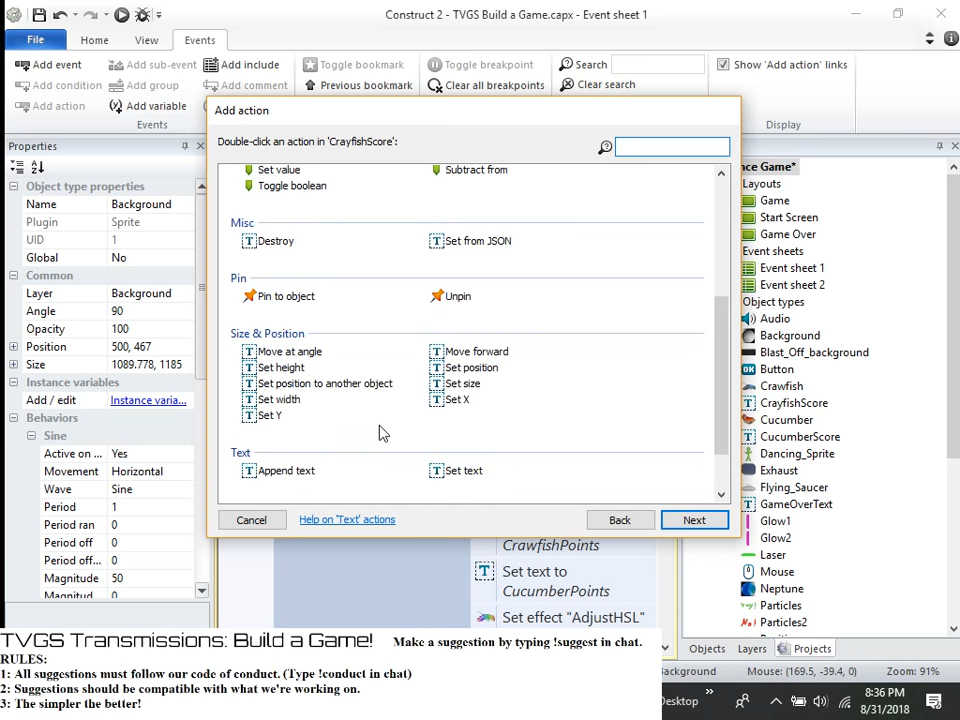 Construct 2 - TVGS Build a Game.capx - Event sheet 1
File Home View Events
Add event Add sub-event Add include Toggle bookmark Toggle breakpoint Search Show 'Add action' links
Add condition Add group Add comment Previous bookmark Clear all breakpoints Clear search
Add action Add variable
Events Display
Properties
Object type properties
Name Background
Plugin Sprite
UID 1
Global No
Common
Layer Background
Angle 90
Opacity 100
Position 500, 467
Size 1089.778, 1185
Instance variables
Add / edit Instance varia...
Behaviors
Sine
Active on ... Yes
Movement Horizontal
Wave Sine
Period 1
Period ran 0
Period off 0
Period off... 0
Magnitude 50
Add action
Double-click an action in 'CrayfishScore':
Set value Subtract from
Toggle boolean
Misc
Destroy Set from JSON
Pin
Pin to object Unpin
Size & Position
Move at angle Move forward
Set height Set position
Set position to another object Set size
Set width Set X
Set Y
Text
Append text Set text
Cancel Help on 'Text' actions Back Next
CrawfishPoints
Set text to
CucumberPoints
Set effect "AdjustHSL"
nce Game*
Layouts
Game
Start Screen
Game Over
Event sheets
Event sheet 1
Event sheet 2
Object types
Audio
Background
Blast_Off_background
Button
Crawfish
CrayfishScore
Cucumber
CucumberScore
Dancing_Sprite
Exhaust
Flying_Saucer
GameOverText
Glow1
Glow2
Laser
Mouse
Neptune
Particles
Particles2
Objects Layers Projects
ackground Mouse: (169.5, -39.4, 0) Zoom: 91%
TVGS Transmissions: Build a Game! Make a suggestion by typing !suggest in chat.
RULES:
1: All suggestions must follow our code of conduct. (Type !conduct in chat)
2: Suggestions should be compatible with what we're working on.
3: The simpler the better!
Desktop
8:36 PM
8/31/2018